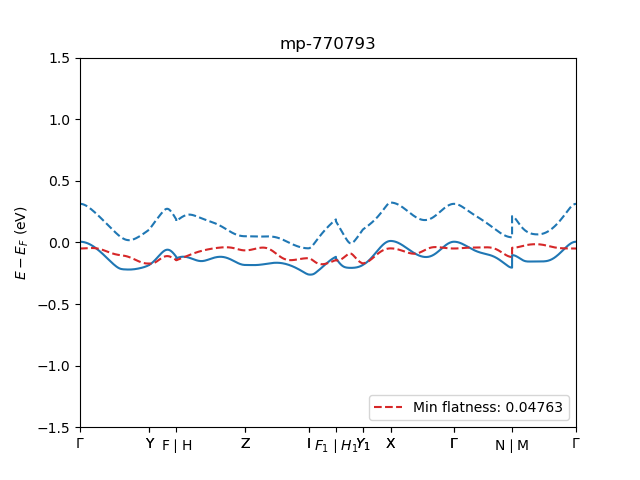 mp-770793
E − E_F (eV)
1.5
1.0
0.5
0.0
−0.5
−1.0
−1.5
Min flatness: 0.04763
Γ Y F | H Z I F₁ | H₁ Y₁ X Γ N | M Γ